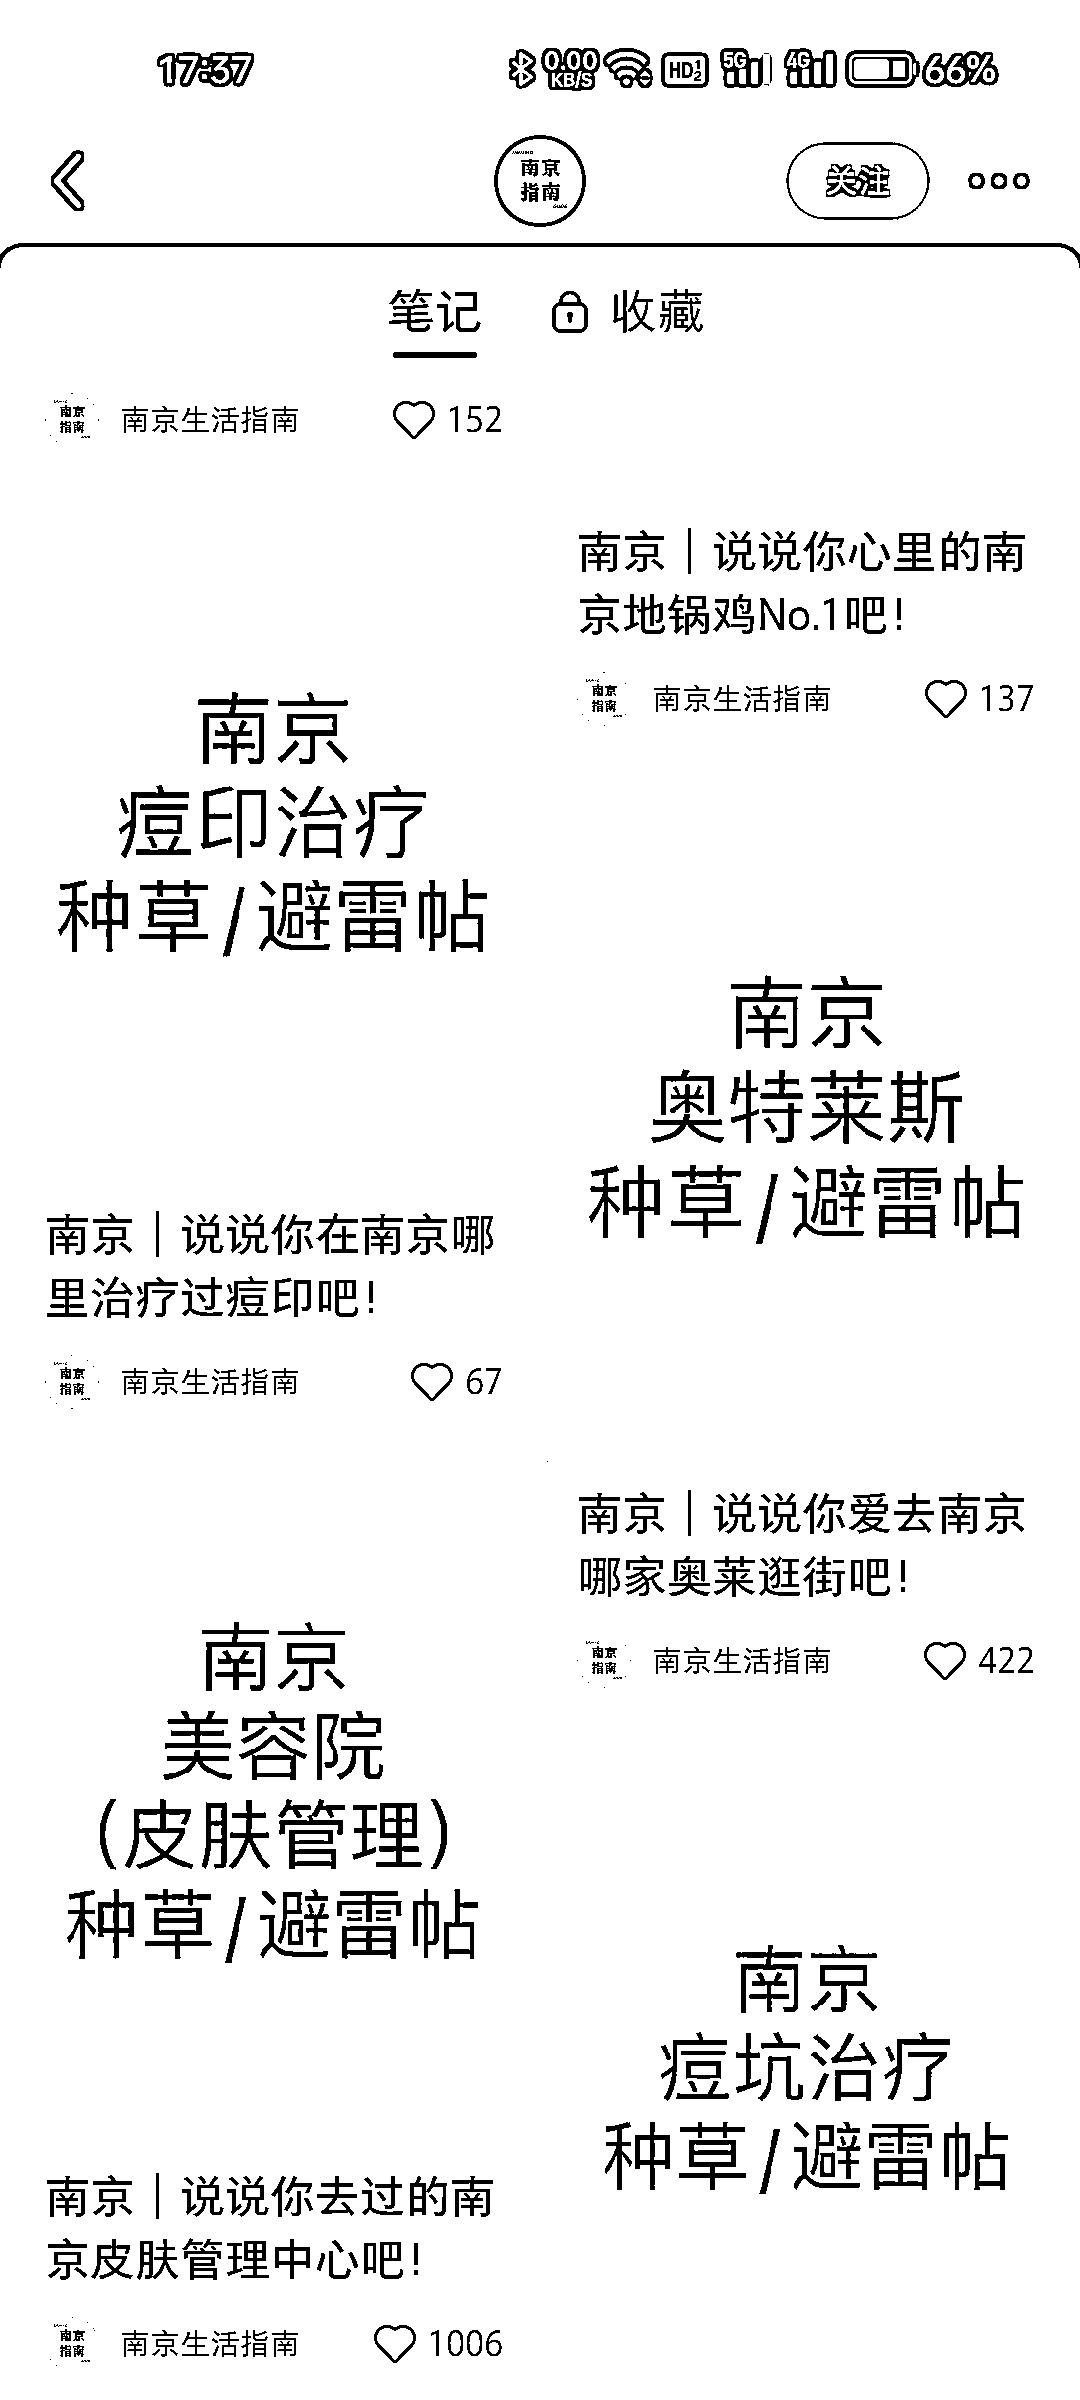 17:37
0.00
KB/S
HD 1 2
5G
4G
66%
南京
指南
关注
笔记
收藏
南京
指南
南京生活指南
152
南京｜说说你心里的南
京地锅鸡No.1吧！
南京
指南
南京生活指南
137
南京
痘印治疗
种草/避雷帖
南京｜说说你在南京哪
里治疗过痘印吧！
南京
指南
南京生活指南
67
南京
奥特莱斯
种草/避雷帖
南京｜说说你爱去南京
哪家奥莱逛街吧！
南京
指南
南京生活指南
422
南京
美容院
（皮肤管理）
种草/避雷帖
南京｜说说你去过的南
京皮肤管理中心吧！
南京
指南
南京生活指南
1006
南京
痘坑治疗
种草/避雷帖